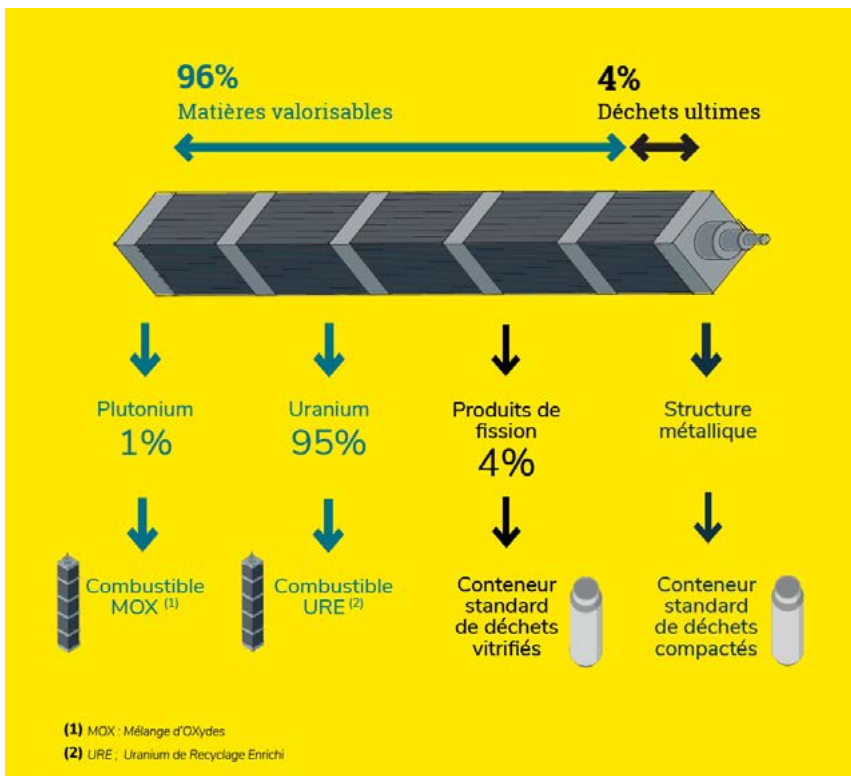 96%
Matières valorisables
4%
Déchets ultimes
Plutonium
1%
Uranium
95%
Produits de
fission
4%
Structure
métallique
Combustible
MOX (1)
Combustible
URE (2)
Conteneur
standard
de déchets
vitrifiés
Conteneur
standard
de déchets
compactés
(1) MOX : Mélange d'OXydes
(2) URE ; Uranium de Recyclage Enrichi